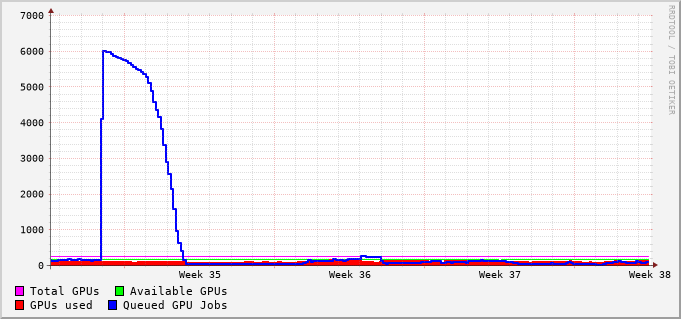 7000
6000
5000
4000
3000
2000
1000
0
Week 35 Week 36 Week 37 Week 38
Total GPUs Available GPUs
GPUs used Queued GPU Jobs
RRDTOOL / TOBI OETIKER